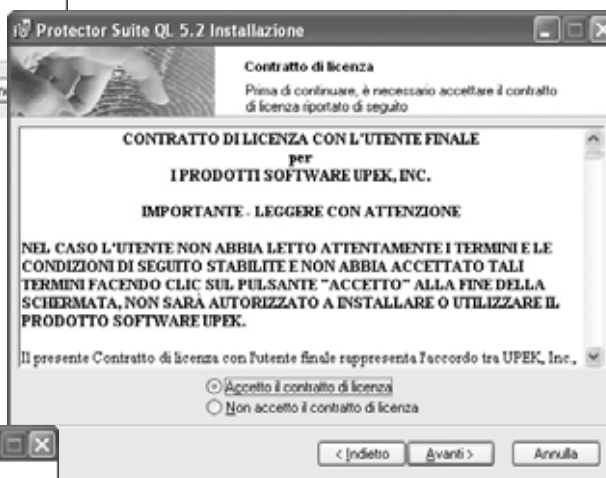 Protector Suite QL 5.2 Installazione
Contratto di licenza
Prima di continuare, è necessario accettare il contratto
di licenza riportato di seguito
CONTRATTO DI LICENZA CON L'UTENTE FINALE
per
I PRODOTTI SOFTWARE UPEK, INC.
IMPORTANTE - LEGGERE CON ATTENZIONE
NEL CASO L'UTENTE NON ABBIA LETTO ATTENTAMENTE I TERMINI E LE
CONDIZIONI DI SEGUITO STABILITE E NON ABBIA ACCETTATO TALI
TERMINI FACENDO CLIC SUL PULSANTE "ACCETTO" ALLA FINE DELLA
SCHERMATA, NON SARÀ AUTORIZZATO A INSTALLARE O UTILIZZARE IL
PRODOTTO SOFTWARE UPEK.
Il presente Contratto di licenza con l'utente finale rappresenta l'accordo tra UPEK, Inc.,
Accetto il contratto di licenza
Non accetto il contratto di licenza
< Indietro Avanti > Annulla